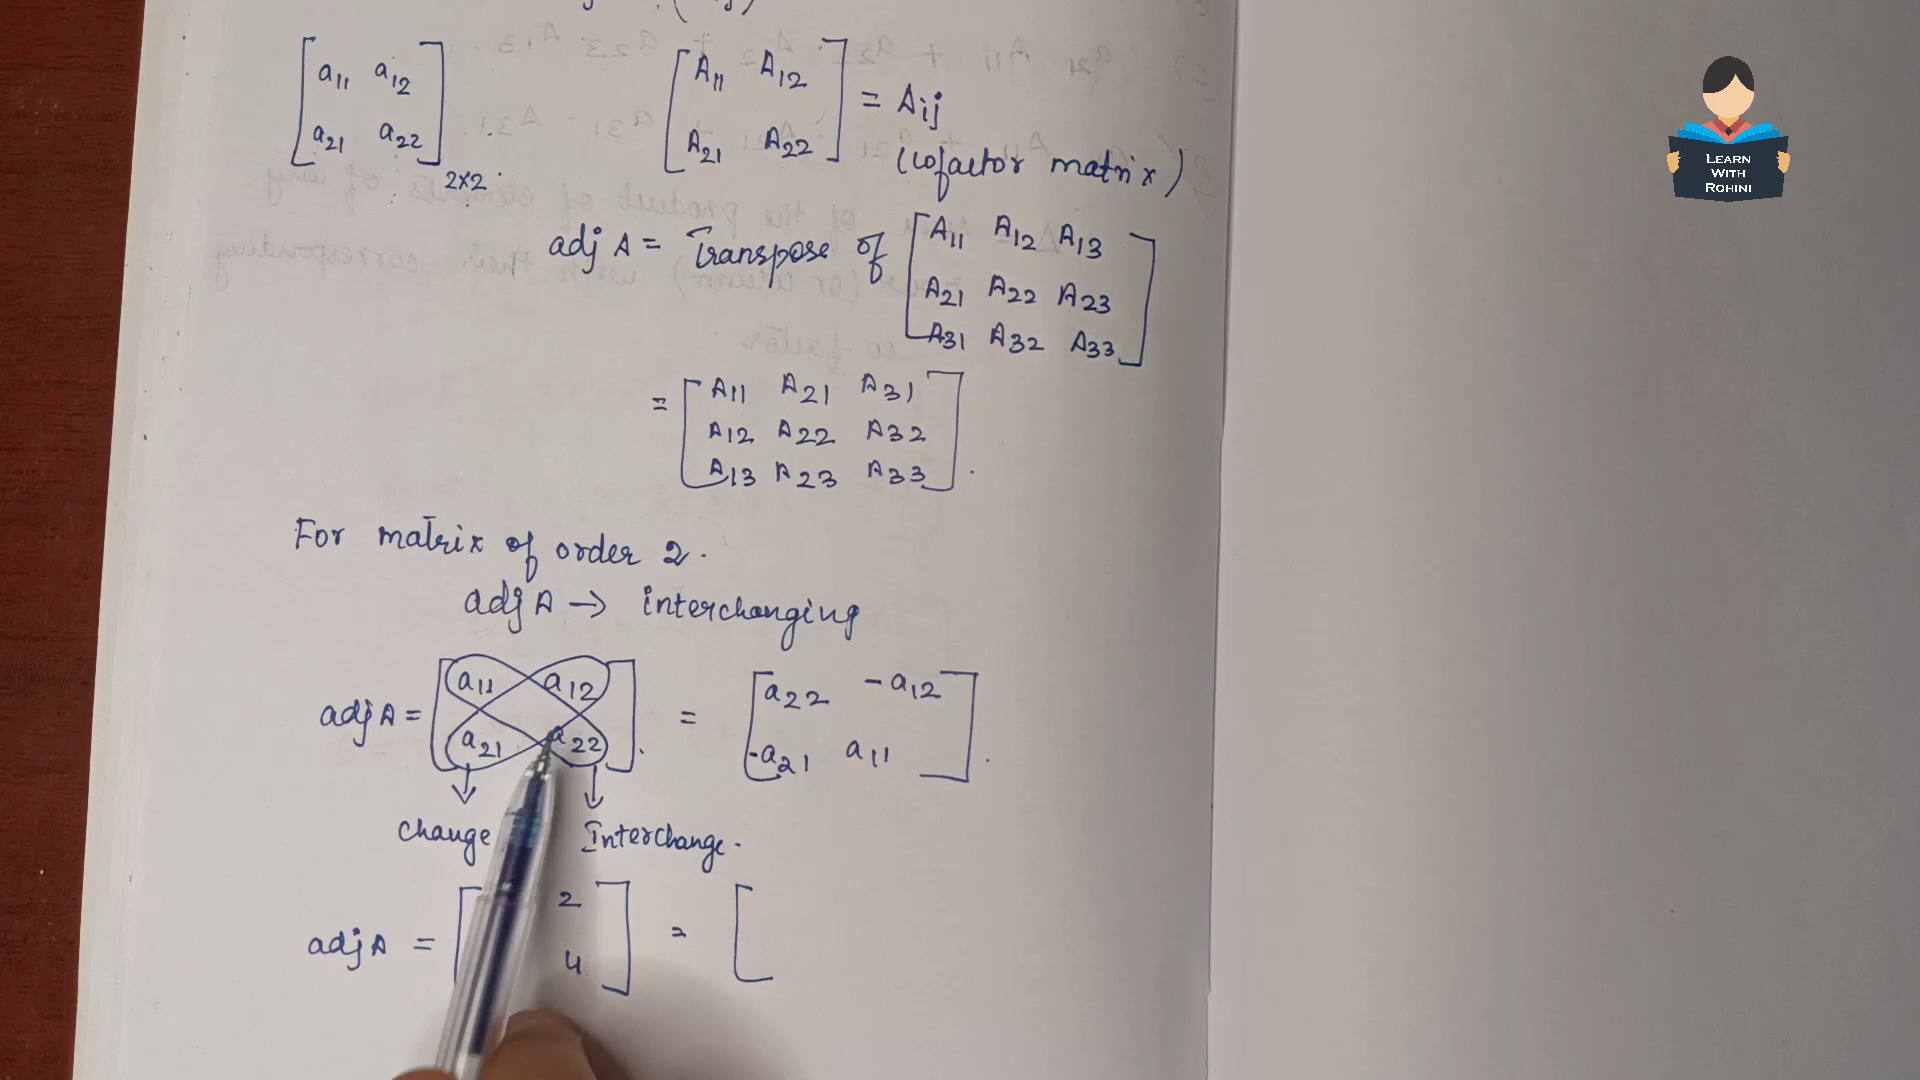 [a11 a12
a21 a22] 2x2.
[A11 A12
A21 A22] = Aij
(cofactor matrix)
adj A = Transpose of [A11 A12 A13
A21 A22 A23
A31 A32 A33]
= [A11 A21 A31
A12 A22 A32
A13 A23 A33].
For matrix of order 2.
adj A → interchanging
adj A = [a11 a12
a21 a22]. = [a22 -a12
-a21 a11].
change Interchange.
adj A = [ 2
4 ] = [
LEARN
WITH
ROHINI